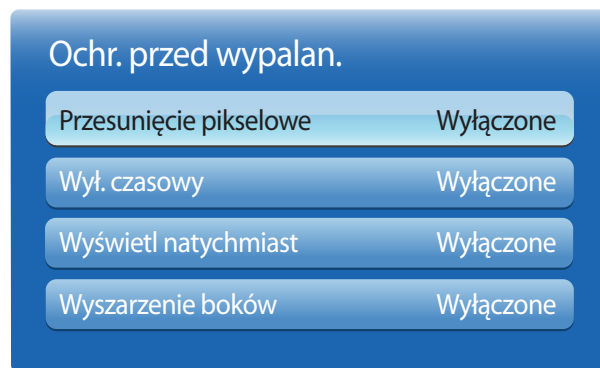 Ochr. przed wypalan.
Przesunięcie pikselowe Wyłączone
Wył. czasowy Wyłączone
Wyświetl natychmiast Wyłączone
Wyszarzenie boków Wyłączone